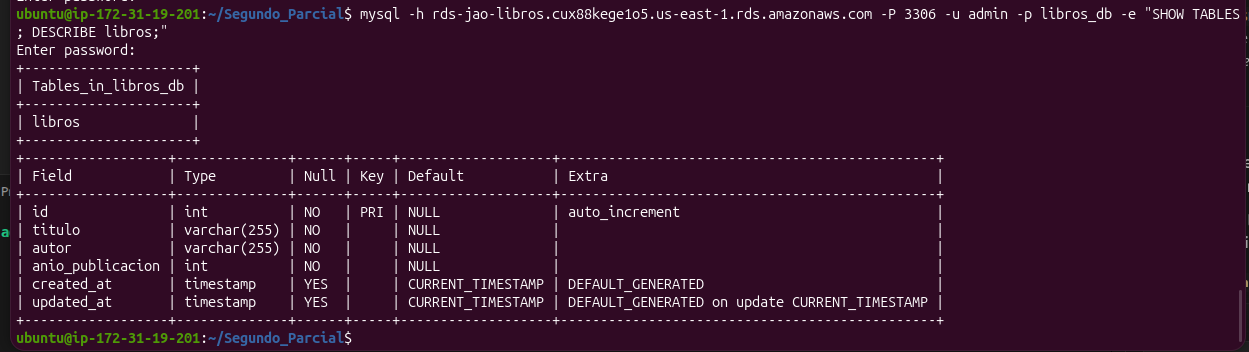 ubuntu@ip-172-31-19-201:~/Segundo_Parcial$ mysql -h rds-jao-libros.cux88kege1o5.us-east-1.rds.amazonaws.com -P 3306 -u admin -p libros_db -e "SHOW TABLES
; DESCRIBE libros;"
Enter password:
+---------------------+
| Tables_in_libros_db |
+---------------------+
| libros              |
+---------------------+
+------------------+--------------+------+-----+-------------------+-----------------------------------------------+
| Field            | Type         | Null | Key | Default           | Extra                                         |
+------------------+--------------+------+-----+-------------------+-----------------------------------------------+
| id               | int          | NO   | PRI | NULL              | auto_increment                                |
| titulo           | varchar(255) | NO   |     | NULL              |                                               |
| autor            | varchar(255) | NO   |     | NULL              |                                               |
| anio_publicacion | int          | NO   |     | NULL              |                                               |
| created_at       | timestamp    | YES  |     | CURRENT_TIMESTAMP | DEFAULT_GENERATED                             |
| updated_at       | timestamp    | YES  |     | CURRENT_TIMESTAMP | DEFAULT_GENERATED on update CURRENT_TIMESTAMP |
+------------------+--------------+------+-----+-------------------+-----------------------------------------------+
ubuntu@ip-172-31-19-201:~/Segundo_Parcial$